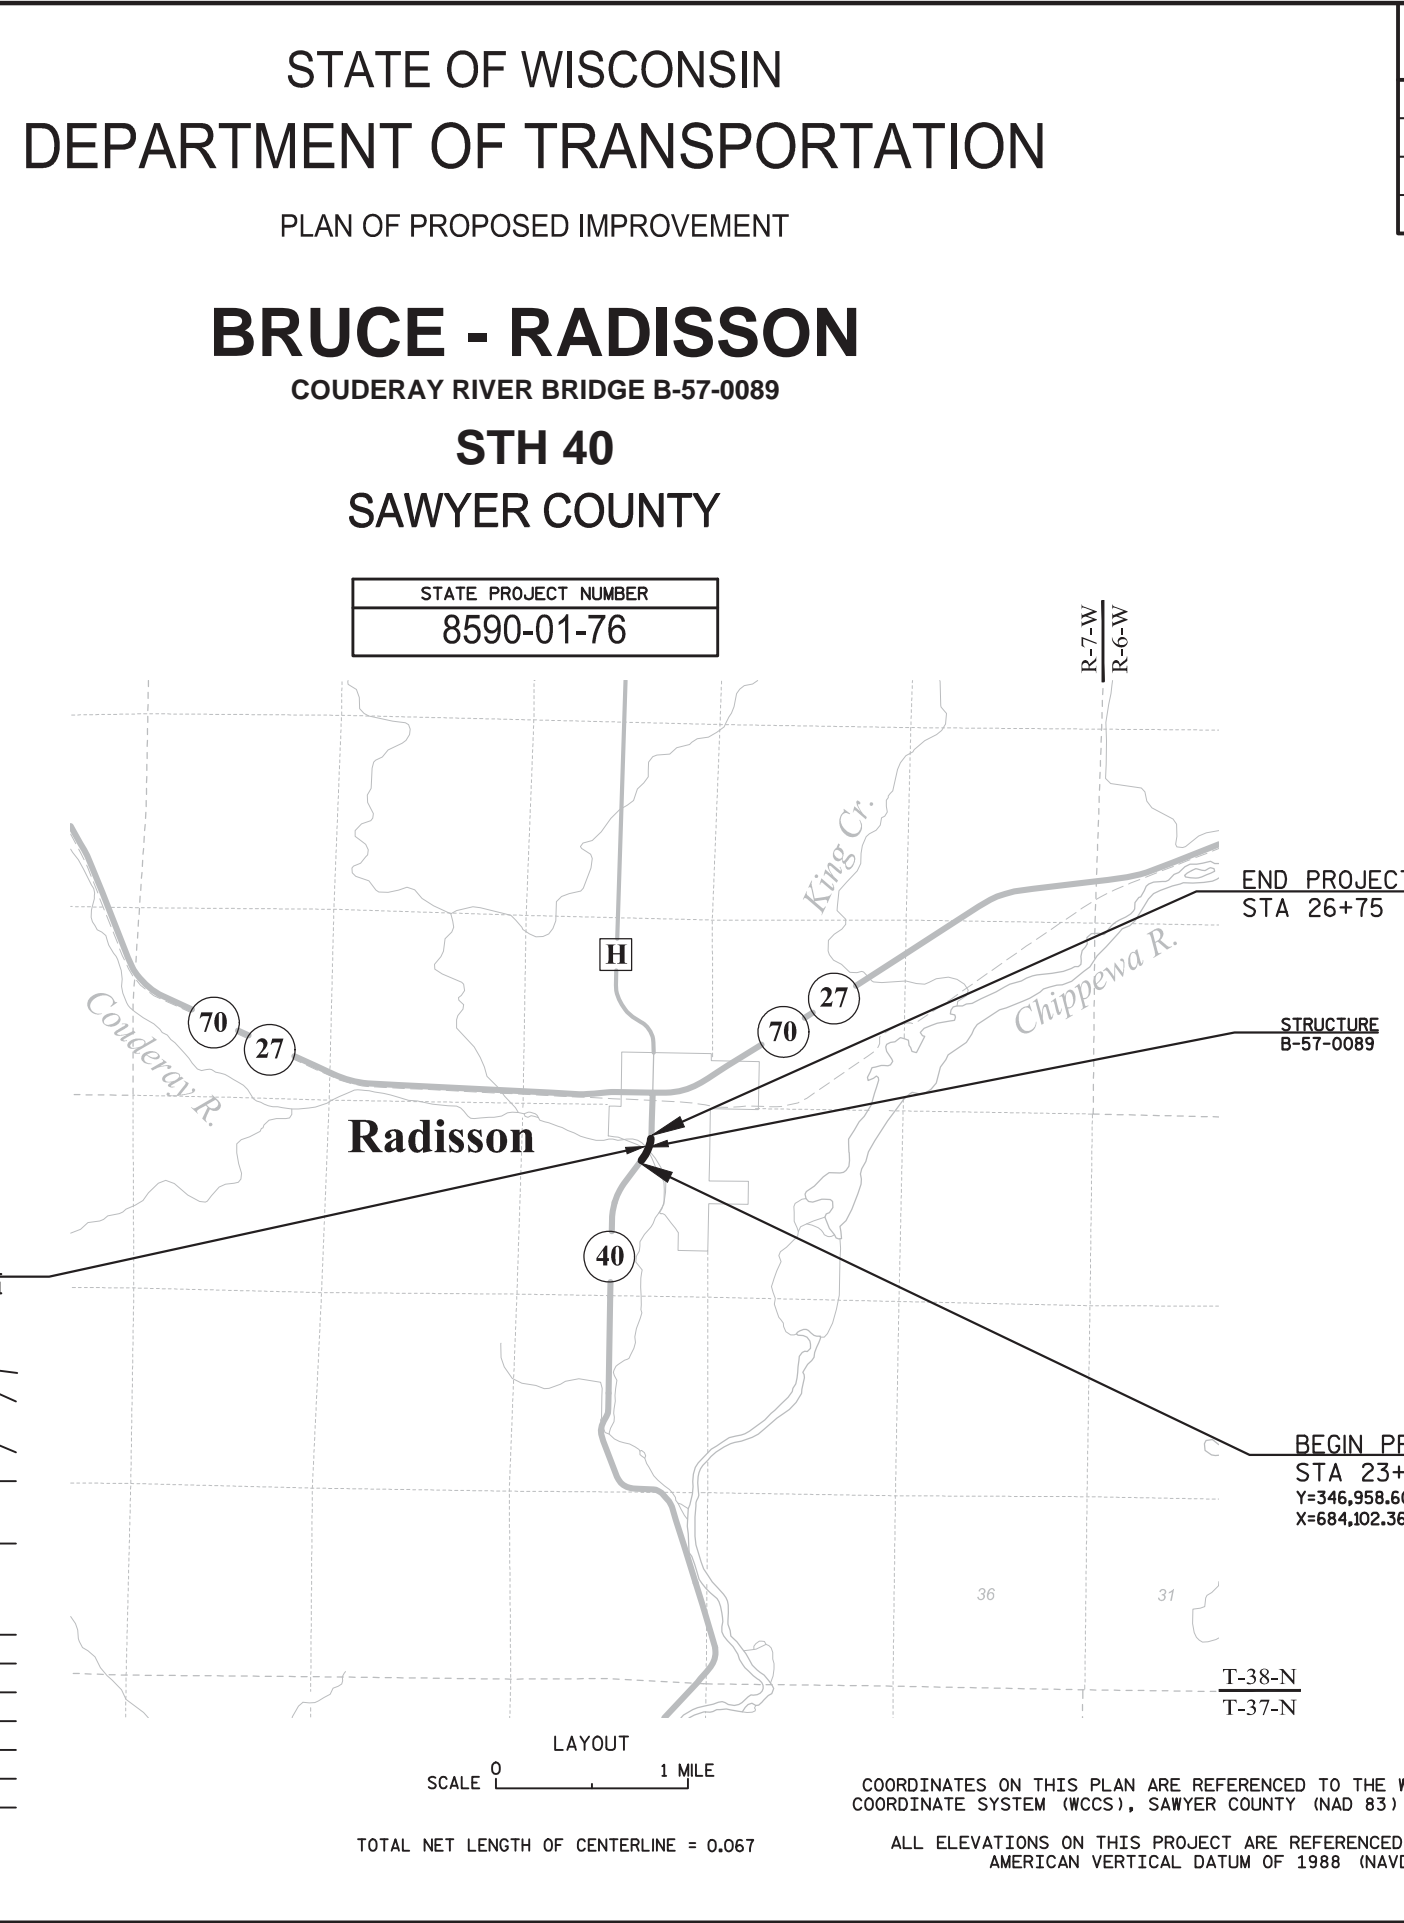 STATE OF WISCONSIN
DEPARTMENT OF TRANSPORTATION
PLAN OF PROPOSED IMPROVEMENT
BRUCE - RADISSON
COUDERAY RIVER BRIDGE B-57-0089
STH 40
SAWYER COUNTY
STATE PROJECT NUMBER
8590-01-76
R-7-W
R-6-W
King Cr.
END PROJECT
STA 26+75
H
Chippewa R.
Couderay R.
70
27
70
27
STRUCTURE
B-57-0089
Radisson
40
BEGIN
STA 23+
Y=346,958.60
X=684,102.36
36
31
T-38-N
T-37-N
LAYOUT
SCALE 0 1 MILE
COORDINATES ON THIS PLAN ARE REFERENCED TO THE
COORDINATE SYSTEM (WCCS), SAWYER COUNTY (NAD 83)
TOTAL NET LENGTH OF CENTERLINE = 0.067
ALL ELEVATIONS ON THIS PROJECT ARE REFERENCED
AMERICAN VERTICAL DATUM OF 1988